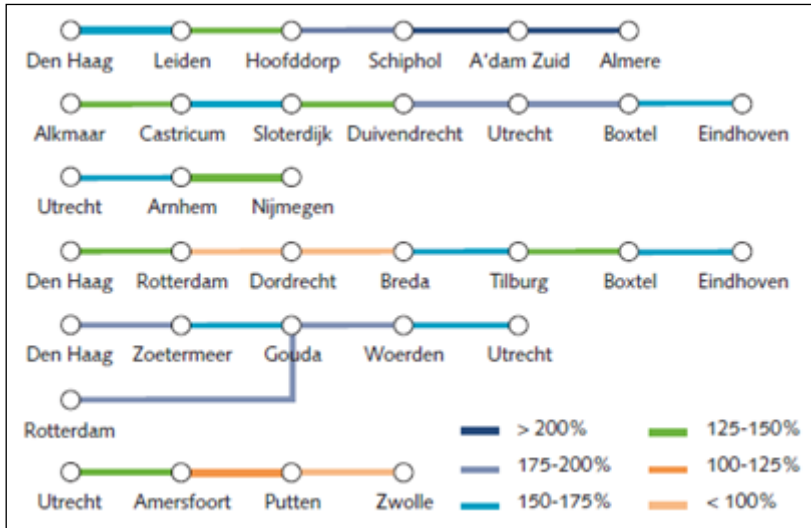 Den Haag Leiden Hoofddorp Schiphol A'dam Zuid Almere
Alkmaar Castricum Sloterdijk Duivendrecht Utrecht Boxtel Eindhoven
Utrecht Arnhem Nijmegen
Den Haag Rotterdam Dordrecht Breda Tilburg Boxtel Eindhoven
Den Haag Zoetermeer Gouda Woerden Utrecht
Rotterdam
> 200% 125-150%
175-200% 100-125%
150-175% < 100%
Utrecht Amersfoort Putten Zwolle